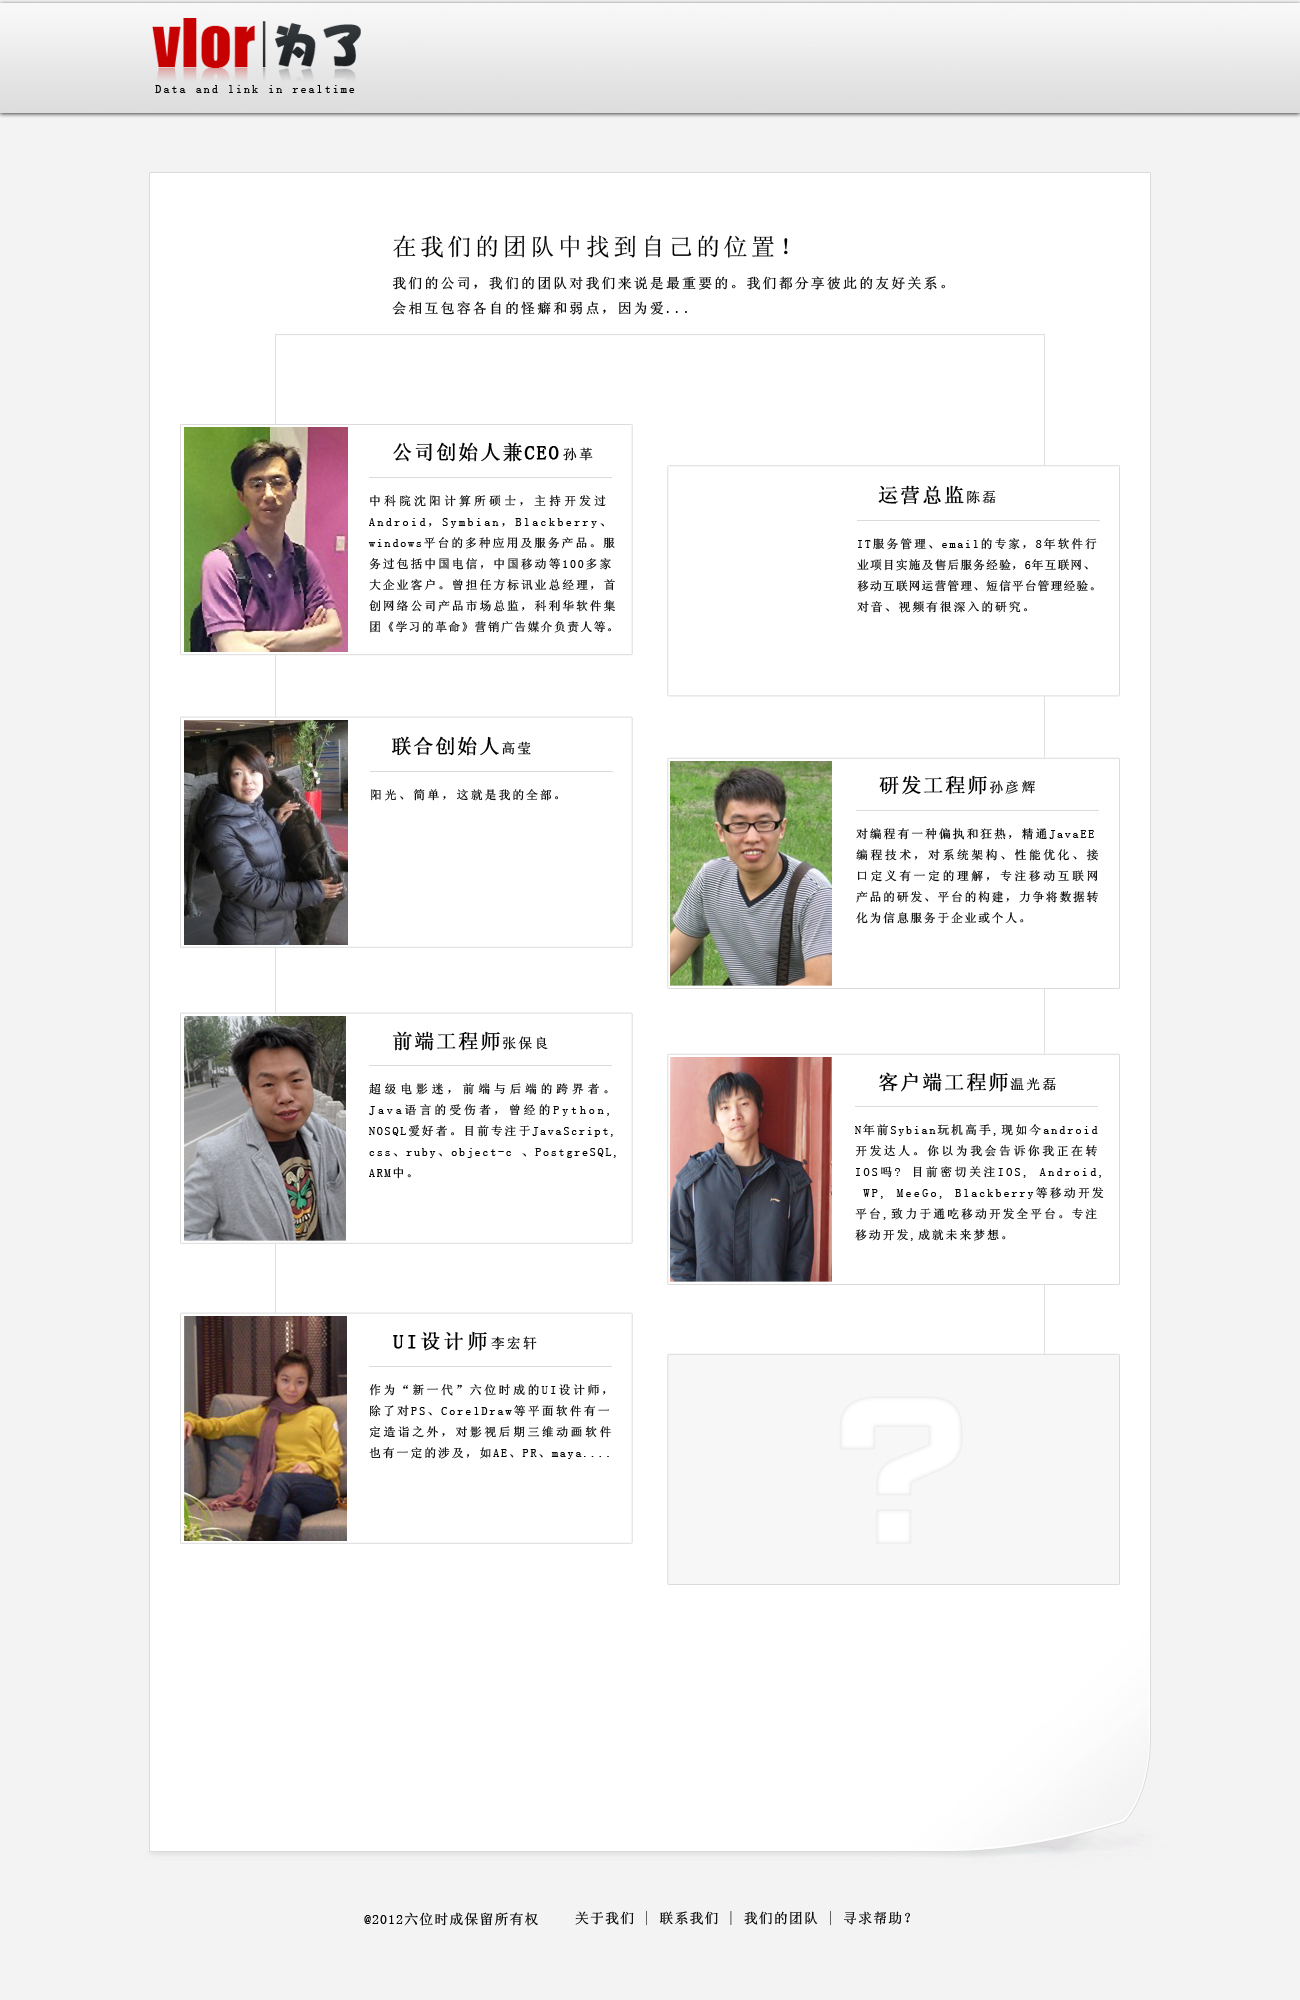 vlor|为了
Data and link in realtime
在我们的团队中找到自己的位置！
我们的公司，我们的团队对我们来说是最重要的。我们都分享彼此的友好关系。
会相互包容各自的怪癖和弱点，因为爱...
公司创始人兼CEO 孙革
中科院沈阳计算所硕士，主持开发过
Android，Symbian，Blackberry、
windows平台的多种应用及服务产品。服
务过包括中国电信，中国移动等100多家
大企业客户。曾担任方标讯业总经理，首
创网络公司产品市场总监，科利华软件集
团《学习的革命》营销广告媒介负责人等。
运营总监陈磊
IT服务管理、email的专家，8年软件行
业项目实施及售后服务经验，6年互联网、
移动互联网运营管理、短信平台管理经验。
对音、视频有很深入的研究。
联合创始人高莹
阳光、简单，这就是我的全部。
研发工程师孙彦辉
对编程有一种偏执和狂热，精通JavaEE
编程技术，对系统架构、性能优化、接
口定义有一定的理解，专注移动互联网
产品的研发、平台的构建，力争将数据转
化为信息服务于企业或个人。
前端工程师张保良
超级电影迷，前端与后端的跨界者。
Java语言的受伤者，曾经的Python,
NOSQL爱好者。目前专注于JavaScript,
css、ruby、object-c 、PostgreSQL,
ARM中。
客户端工程师温光磊
N年前Sybian玩机高手,现如今android
开发达人。你以为我会告诉你我正在转
IOS吗? 目前密切关注IOS, Android,
WP, MeeGo, Blackberry等移动开发
平台,致力于通吃移动开发全平台。专注
移动开发,成就未来梦想。
UI设计师李宏轩
作为“新一代”六位时成的UI设计师，
除了对PS、CorelDraw等平面软件有一
定造诣之外，对影视后期三维动画软件
也有一定的涉及，如AE、PR、maya....
?
@2012六位时成保留所有权 关于我们 | 联系我们 | 我们的团队 | 寻求帮助?